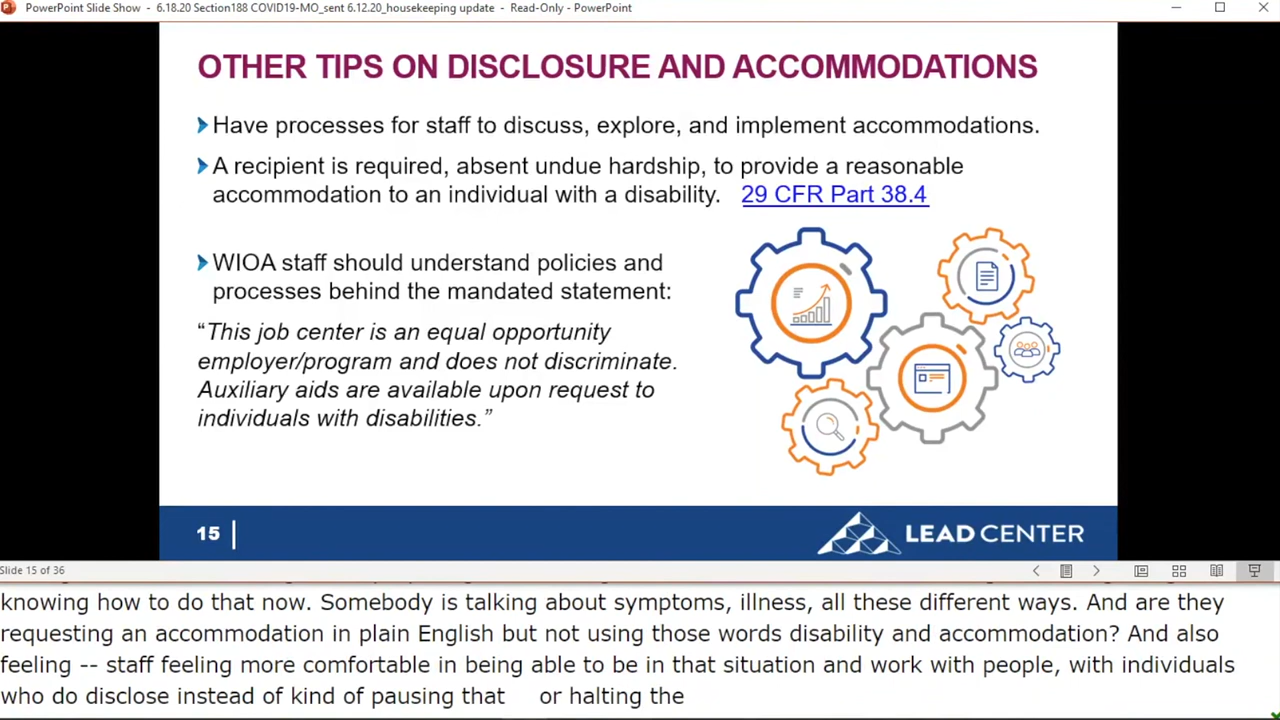 PowerPoint Slide Show - 6.18.20 Section188 COVID19-MO_sent 6.12.20_housekeeping update - Read-Only - PowerPoint
OTHER TIPS ON DISCLOSURE AND ACCOMMODATIONS
Have processes for staff to discuss, explore, and implement accommodations.
A recipient is required, absent undue hardship, to provide a reasonable
accommodation to an individual with a disability. 29 CFR Part 38.4
WIOA staff should understand policies and
processes behind the mandated statement:
“This job center is an equal opportunity
employer/program and does not discriminate.
Auxiliary aids are available upon request to
individuals with disabilities.”
15
LEAD CENTER
Slide 15 of 36
knowing how to do that now. Somebody is talking about symptoms, illness, all these different ways. And are they
requesting an accommodation in plain English but not using those words disability and accommodation? And also
feeling -- staff feeling more comfortable in being able to be in that situation and work with people, with individuals
who do disclose instead of kind of pausing that or halting the